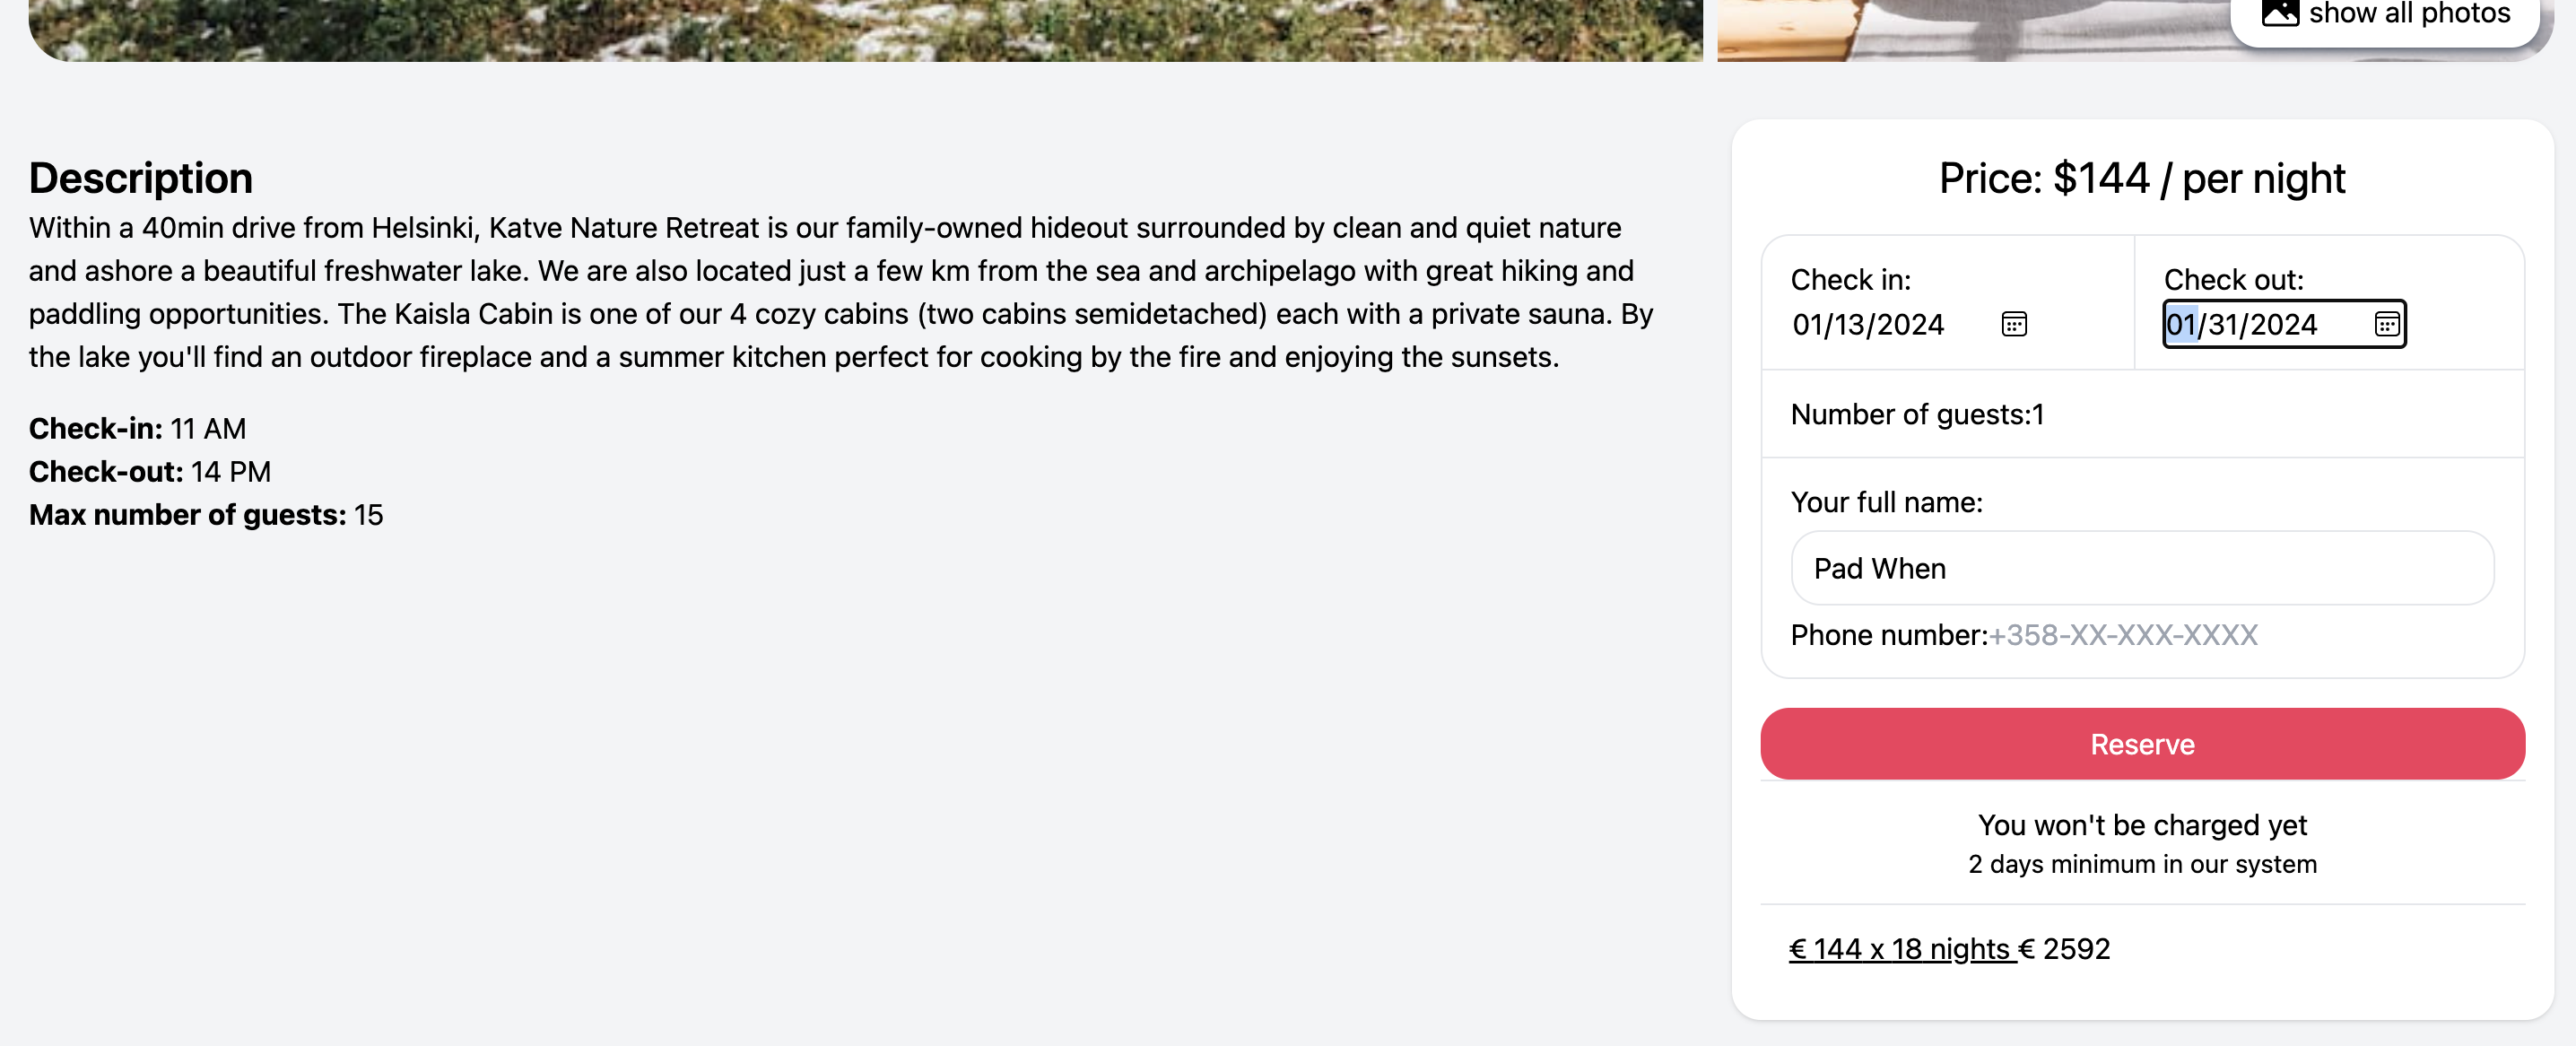 show all photos
Description
Within a 40min drive from Helsinki, Katve Nature Retreat is our family-owned hideout surrounded by clean and quiet nature
and ashore a beautiful freshwater lake. We are also located just a few km from the sea and archipelago with great hiking and
paddling opportunities. The Kaisla Cabin is one of our 4 cozy cabins (two cabins semidetached) each with a private sauna. By
the lake you'll find an outdoor fireplace and a summer kitchen perfect for cooking by the fire and enjoying the sunsets.
Check-in: 11 AM
Check-out: 14 PM
Max number of guests: 15
Price: $144 / per night
Check in:
01/13/2024
Check out:
01/31/2024
Number of guests:1
Your full name:
Pad When
Phone number:+358-XX-XXX-XXXX
Reserve
You won't be charged yet
2 days minimum in our system
€ 144 x 18 nights € 2592